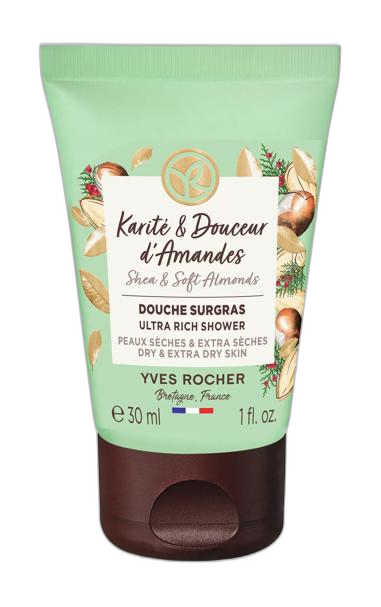 Karité & Douceur
d'Amandes
Shea & Soft Almonds
DOUCHE SURGRAS
ULTRA RICH SHOWER
PEAUX SÈCHES & EXTRA SÈCHES
DRY & EXTRA DRY SKIN
YVES ROCHER
Bretagne, France
℮ 30 ml 1 fl. oz.